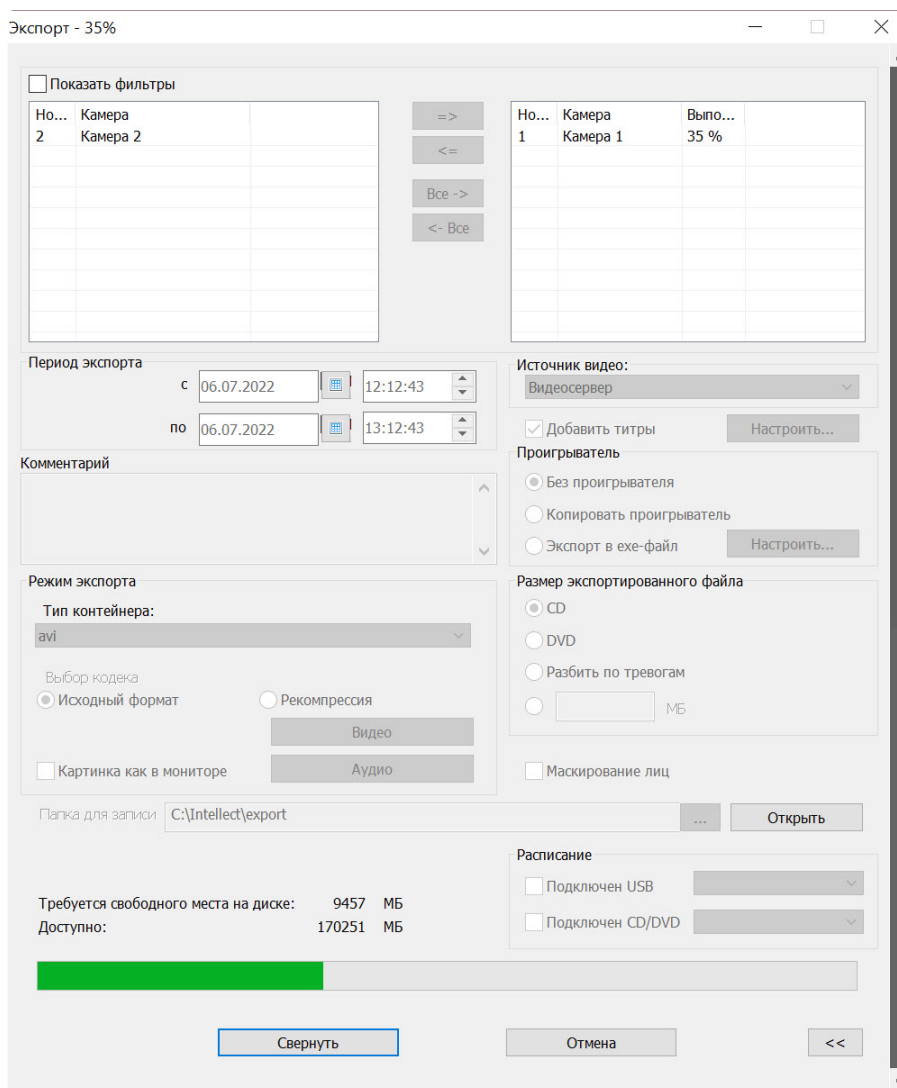 Экспорт - 35%
Показать фильтры
Но... Камера
2 Камера 2
=>
<=
Все ->
<- Все
Но... Камера Выпо...
1 Камера 1 35 %
Период экспорта
с 06.07.2022 12:12:43
по 06.07.2022 13:12:43
Источник видео:
Видеосервер
Добавить титры Настроить...
Комментарий
Проигрыватель
Без проигрывателя
Копировать проигрыватель
Экспорт в exe-файл Настроить...
Режим экспорта
Тип контейнера:
avi
Выбор кодека
Исходный формат Рекомпрессия
Видео
Картинка как в мониторе Аудио
Размер экспортированного файла
CD
DVD
Разбить по тревогам
МБ
Маскирование лиц
Папка для записи C:\Intellect\export ... Открыть
Расписание
Подключен USB
Подключен CD/DVD
Требуется свободного места на диске: 9457 МБ
Доступно: 170251 МБ
Свернуть Отмена <<